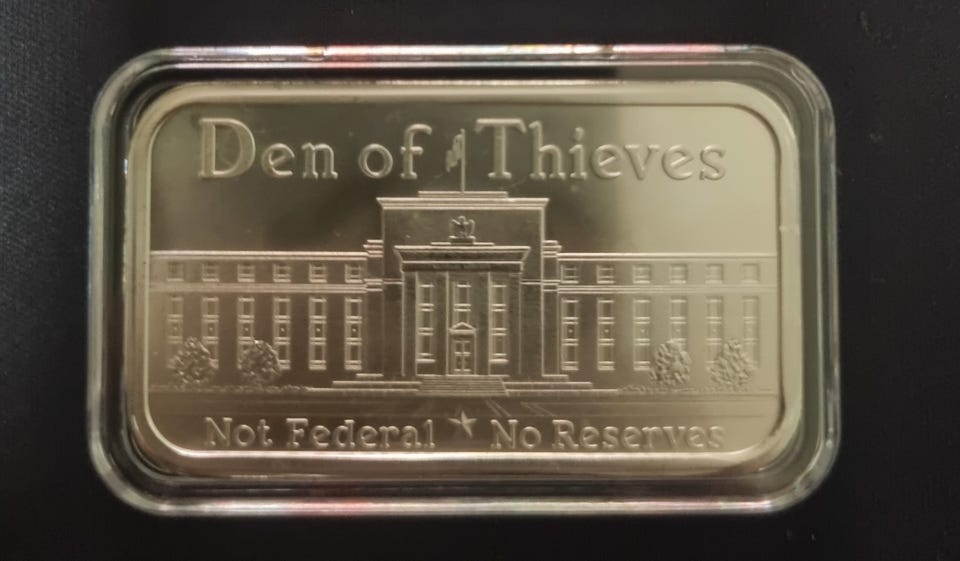 Den of Thieves
Not Federal ★ No Reserves